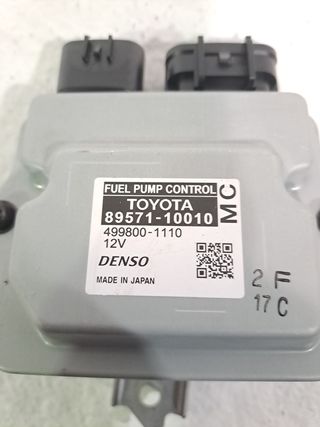 FUEL PUMP CONTROL
TOYOTA
89571-10010
MC
499800-1110
12V
DENSO
MADE IN JAPAN
2 F
17 C